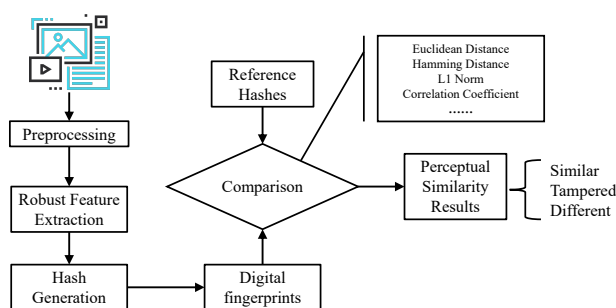 Preprocessing
Robust Feature
Extraction
Hash
Generation
Digital
fingerprints
Reference
Hashes
Comparison
Euclidean Distance
Hamming Distance
L1 Norm
Correlation Coefficient
......
Perceptual
Similarity
Results
Similar
Tampered
Different